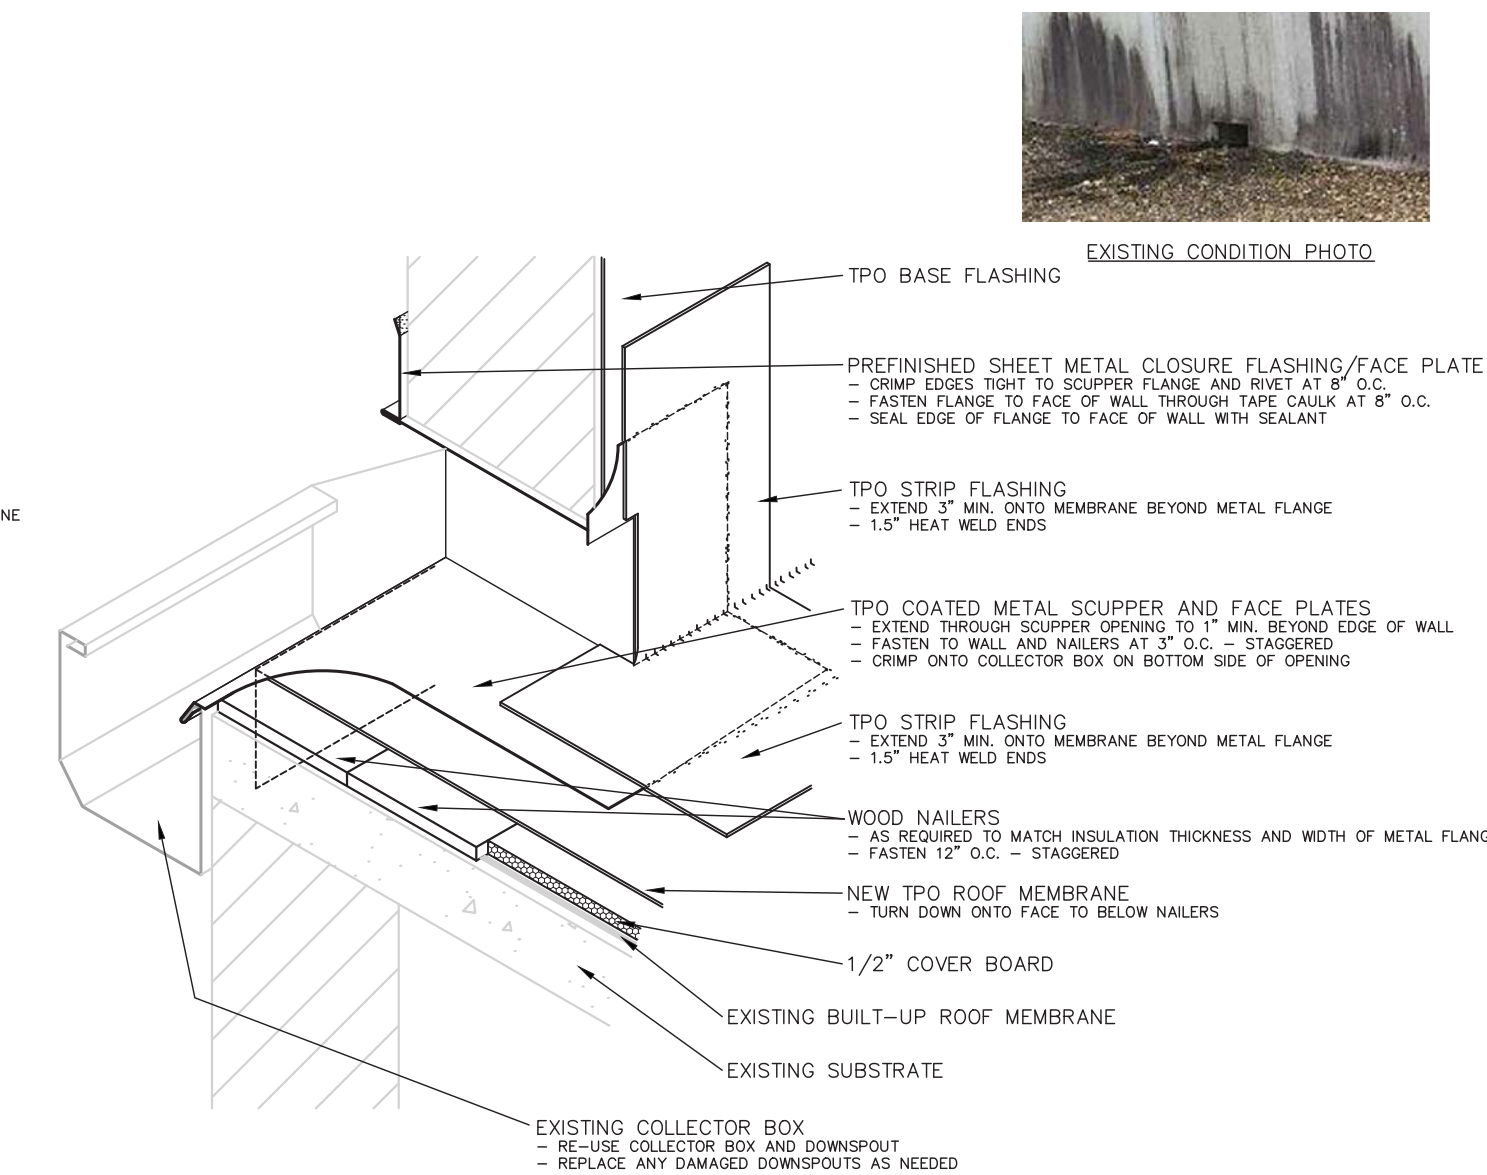 EXISTING CONDITION PHOTO
TPO BASE FLASHING
PREFINISHED SHEET METAL CLOSURE FLASHING/FACE PLATE
– CRIMP EDGES TIGHT TO SCUPPER FLANGE AND RIVET AT 8” O.C.
– FASTEN FLANGE TO FACE OF WALL THROUGH TAPE CAULK AT 8” O.C.
– SEAL EDGE OF FLANGE TO FACE OF WALL WITH SEALANT
TPO STRIP FLASHING
– EXTEND 3” MIN. ONTO MEMBRANE BEYOND METAL FLANGE
– 1.5” HEAT WELD ENDS
NE
TPO COATED METAL SCUPPER AND FACE PLATES
– EXTEND THROUGH SCUPPER OPENING TO 1” MIN. BEYOND EDGE OF WALL
– FASTEN TO WALL AND NAILERS AT 3” O.C. – STAGGERED
– CRIMP ONTO COLLECTOR BOX ON BOTTOM SIDE OF OPENING
TPO STRIP FLASHING
– EXTEND 3” MIN. ONTO MEMBRANE BEYOND METAL FLANGE
– 1.5” HEAT WELD ENDS
WOOD NAILERS
– AS REQUIRED TO MATCH INSULATION THICKNESS AND WIDTH OF METAL FLANG
– FASTEN 12” O.C. – STAGGERED
NEW TPO ROOF MEMBRANE
– TURN DOWN ONTO FACE TO BELOW NAILERS
1/2” COVER BOARD
EXISTING BUILT–UP ROOF MEMBRANE
EXISTING SUBSTRATE
EXISTING COLLECTOR BOX
– RE–USE COLLECTOR BOX AND DOWNSPOUT
– REPLACE ANY DAMAGED DOWNSPOUTS AS NEEDED